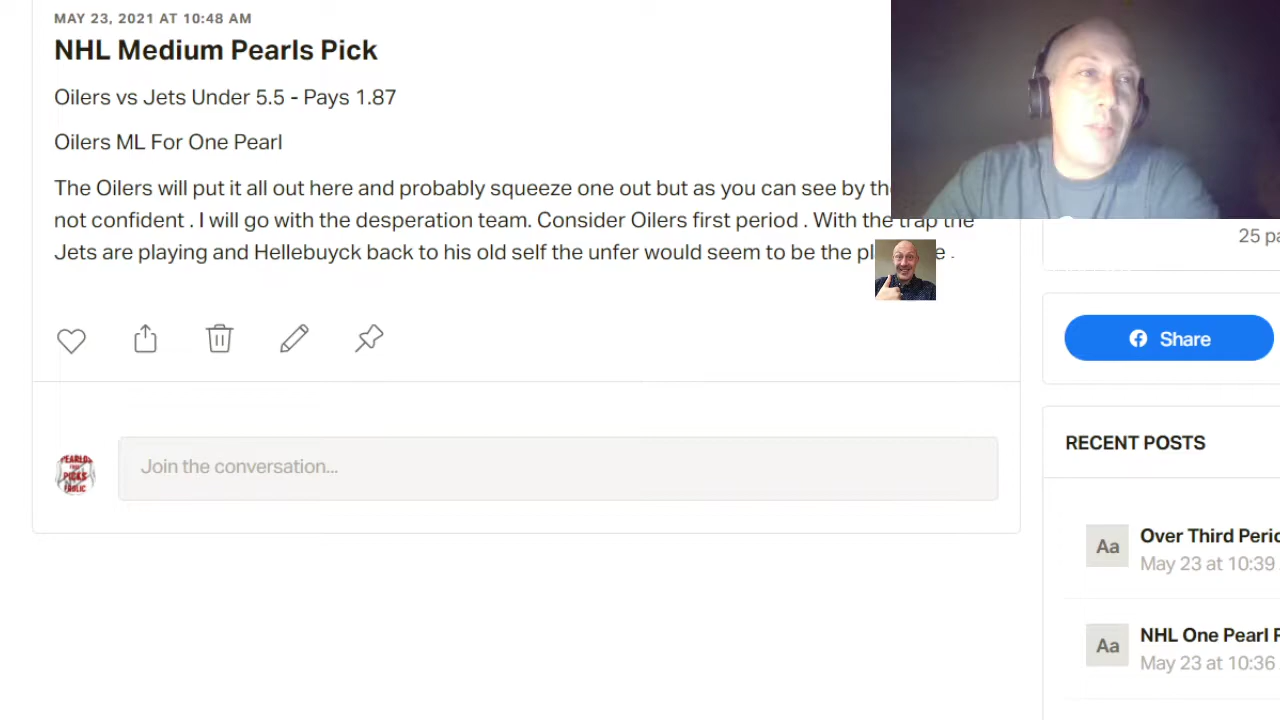 MAY 23, 2021 AT 10:48 AM
NHL Medium Pearls Pick
Oilers vs Jets Under 5.5 - Pays 1.87
Oilers ML For One Pearl
The Oilers will put it all out here and probably squeeze one out but as you can see by the
not confident . I will go with the desperation team. Consider Oilers first period . With the trap the
Jets are playing and Hellebuyck back to his old self the unfer would seem to be the
25
Share
Join the conversation...
PEARLS
PICKS
PUBLIC
RECENT POSTS
Aa
Over Third
May 23 at 10:39
Aa
NHL One Pearl
May 23 at 10:36